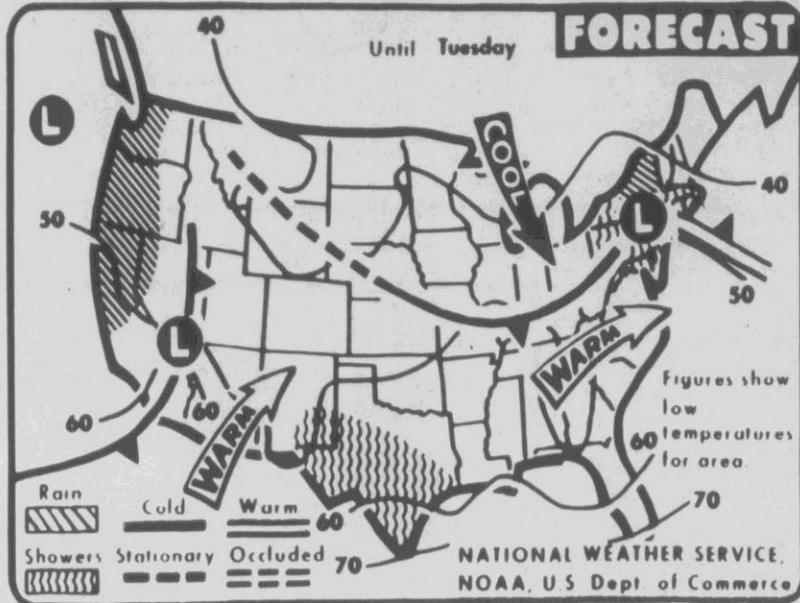 FORECAST
Until Tuesday
40
L
COOL
40
50
L
50
L
WARM
Figures show
low
temperatures
for area.
60
60
60
WARM
70
60
70
Rain
Cold
Warm
Showers
Stationary
Occluded
NATIONAL WEATHER SERVICE,
NOAA, U.S. Dept. of Commerce